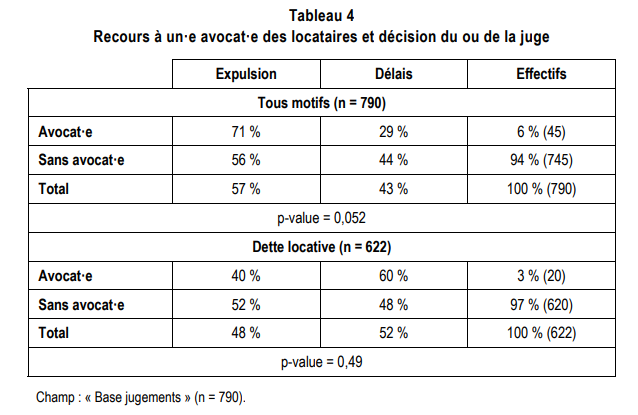 Tableau 4
Recours à un·e avocat·e des locataires et décision du ou de la juge
Expulsion Délais Effectifs
Tous motifs (n = 790)
Avocat·e 71 % 29 % 6 % (45)
Sans avocat·e 56 % 44 % 94 % (745)
Total 57 % 43 % 100 % (790)
p-value = 0,052
Dette locative (n = 622)
Avocat·e 40 % 60 % 3 % (20)
Sans avocat·e 52 % 48 % 97 % (620)
Total 48 % 52 % 100 % (622)
p-value = 0,49
Champ : « Base jugements » (n = 790).